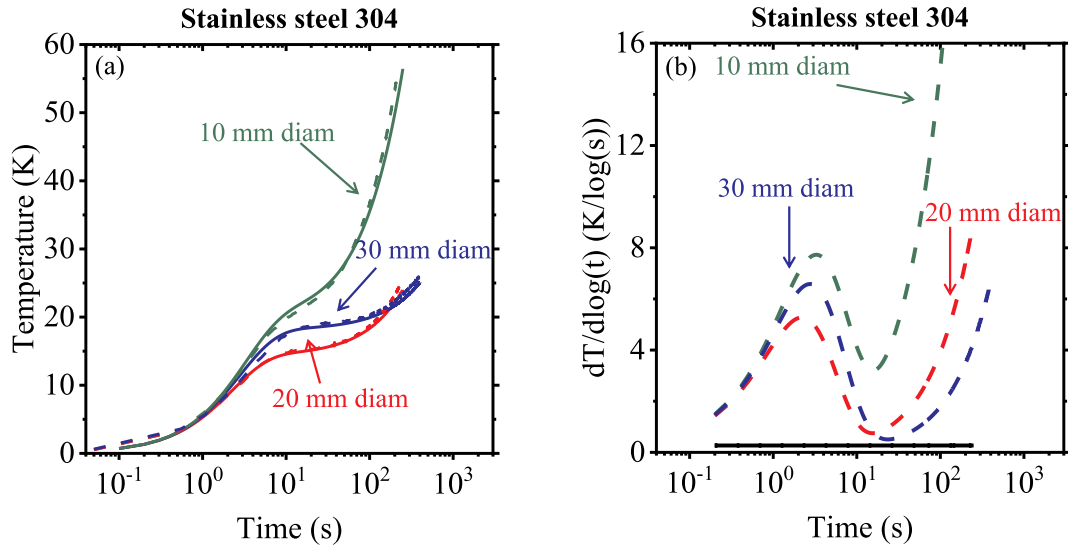 Stainless steel 304
(a)
60
50
40
30
20
10
0
Temperature (K)
10 mm diam
30 mm diam
20 mm diam
10⁻¹ 10⁰ 10¹ 10² 10³
Time (s)
Stainless steel 304
(b)
16
12
8
4
0
dT/dlog(t) (K/log(s))
10 mm diam
30 mm diam
20 mm diam
10⁻¹ 10⁰ 10¹ 10² 10³
Time (s)